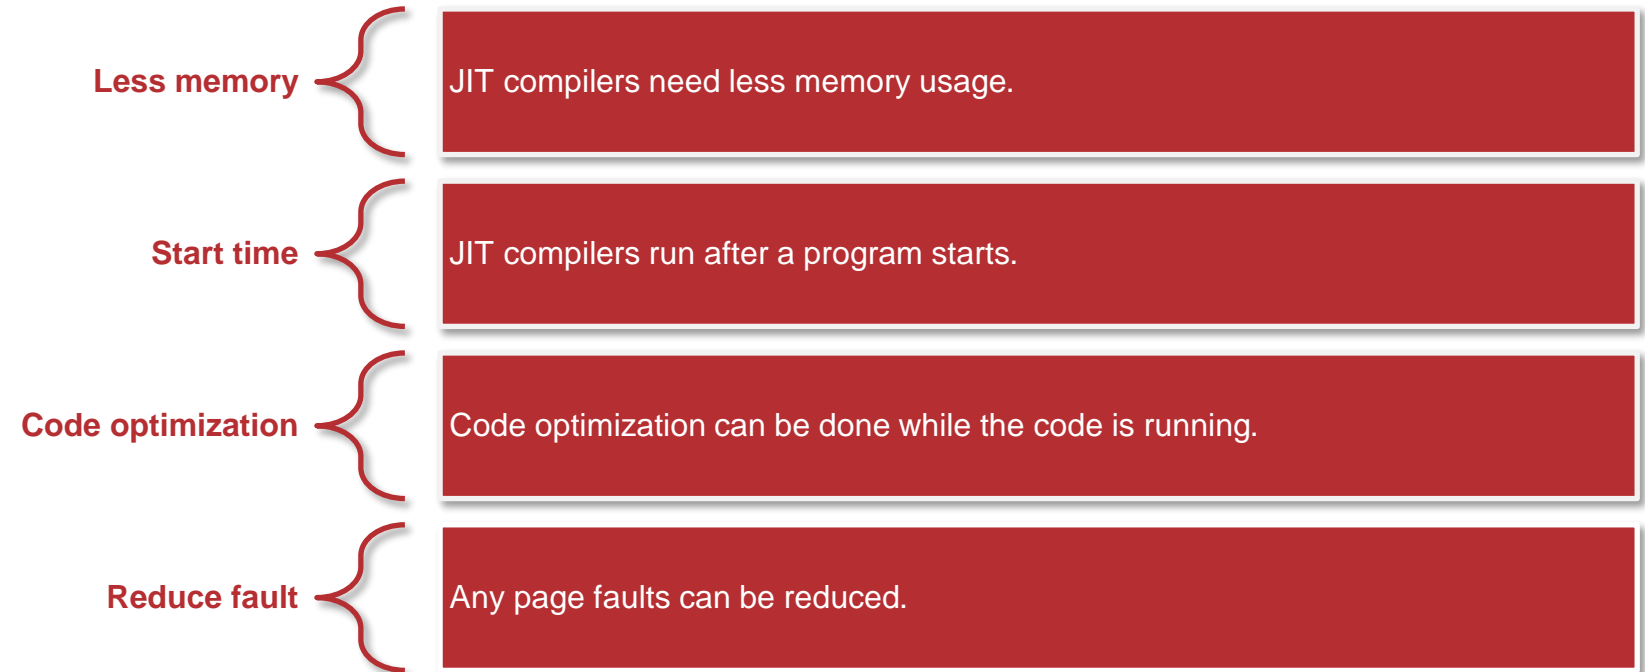 Less memory
JIT compilers need less memory usage.
Start time
JIT compilers run after a program starts.
Code optimization
Code optimization can be done while the code is running.
Reduce fault
Any page faults can be reduced.